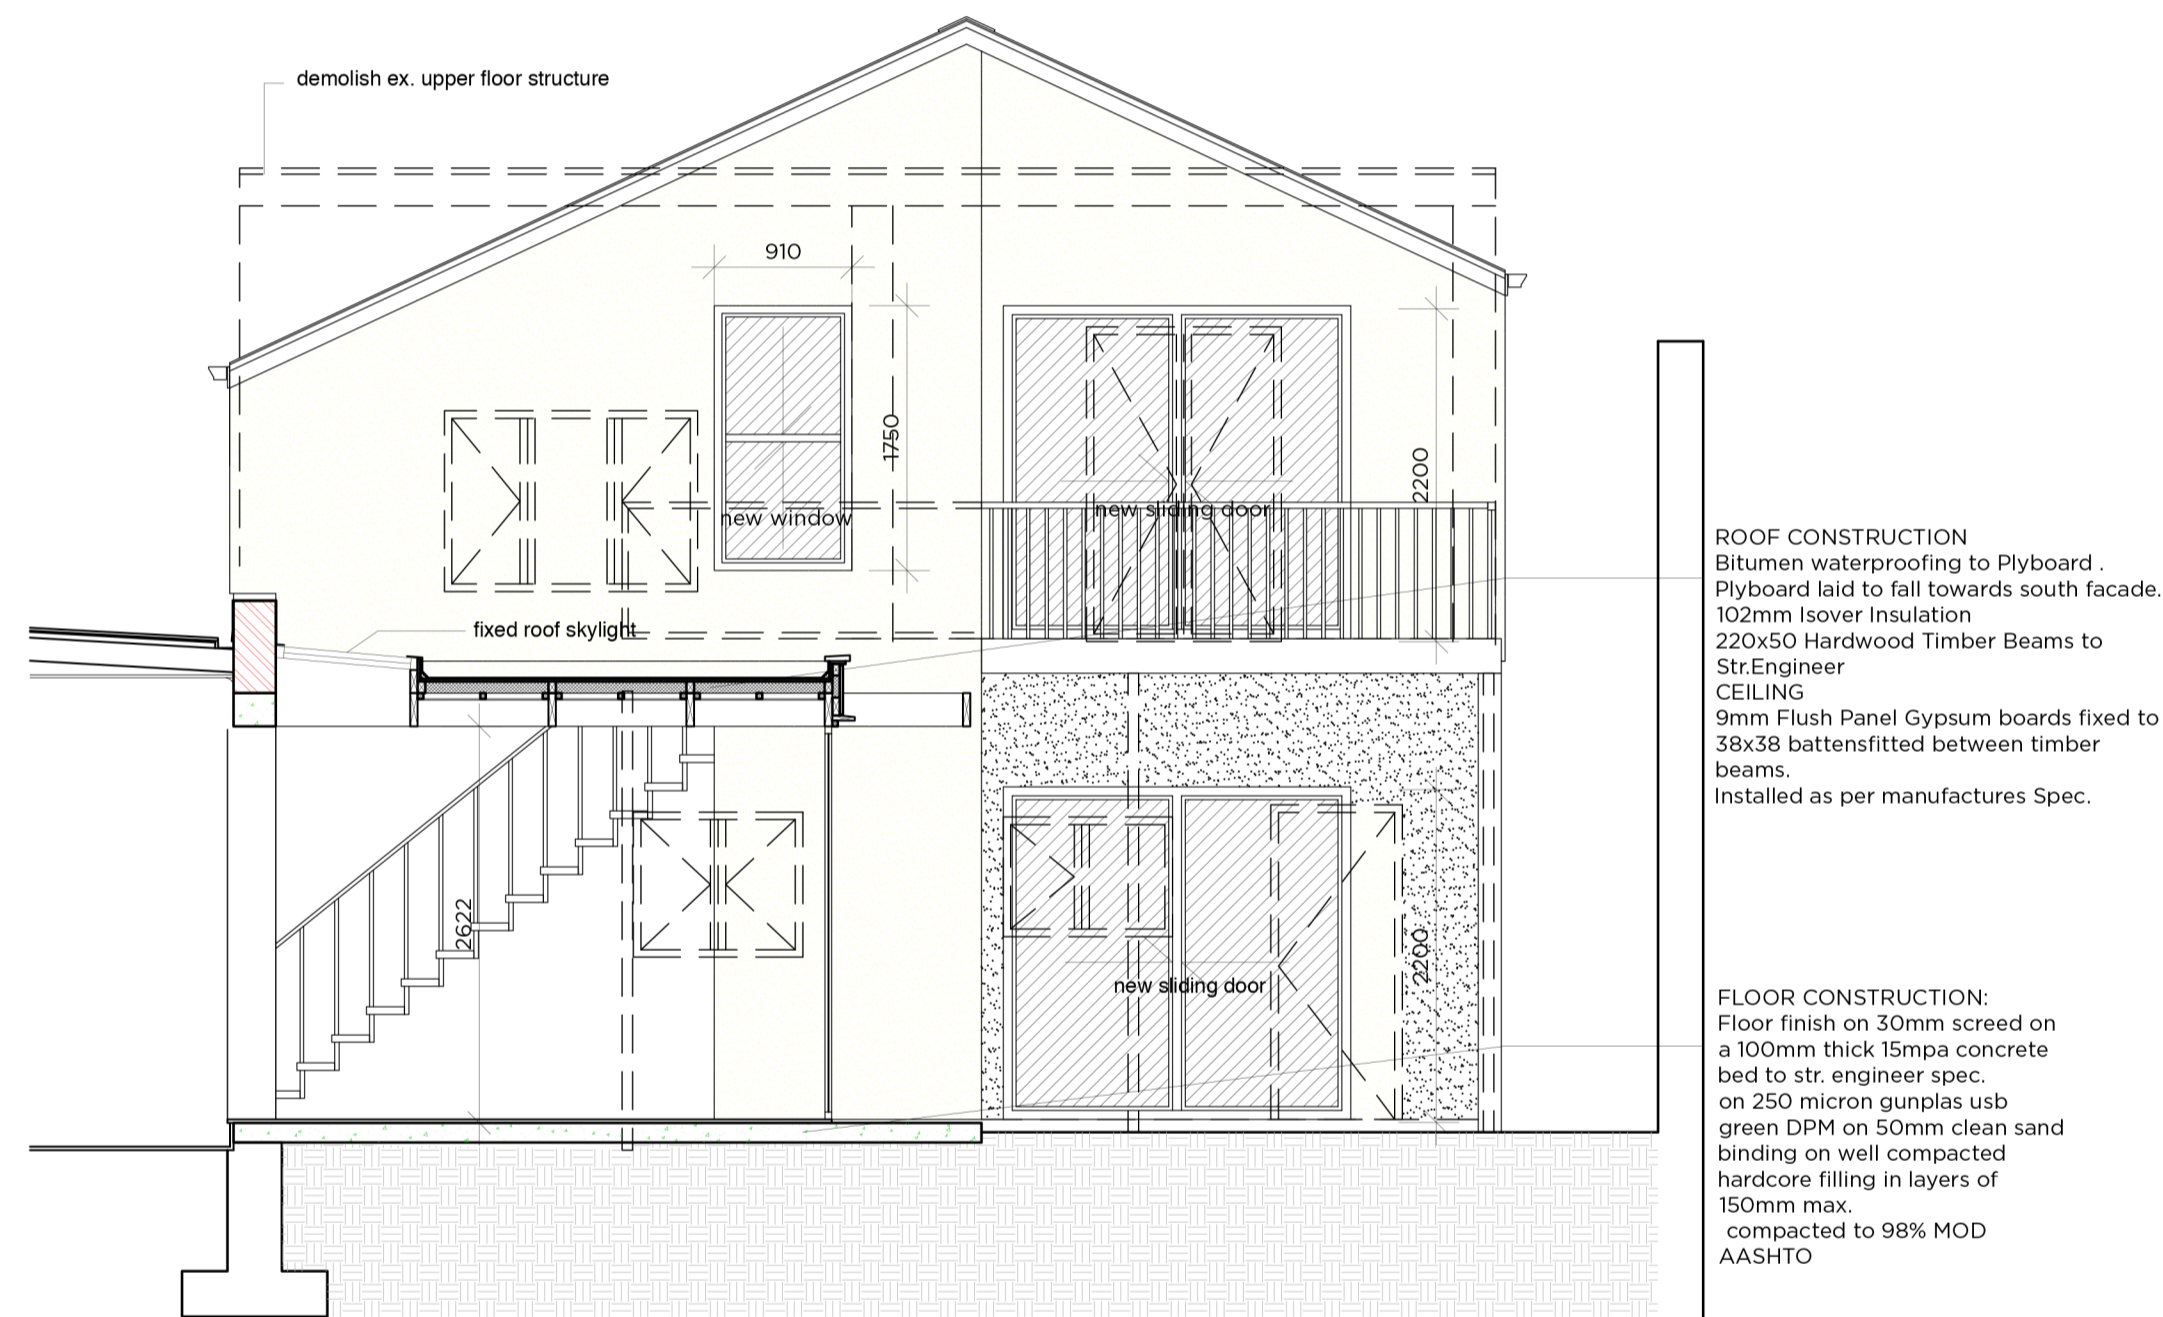 demolish ex. upper floor structure
910
1750
new window
new sliding door
2200
fixed roof skylight
2622
new sliding door
2200
ROOF CONSTRUCTION
Bitumen waterproofing to Plyboard .
Plyboard laid to fall towards south facade.
102mm Isover Insulation
220x50 Hardwood Timber Beams to
Str.Engineer
CEILING
9mm Flush Panel Gypsum boards fixed to
38x38 battensfitted between timber
beams.
Installed as per manufactures Spec.
FLOOR CONSTRUCTION:
Floor finish on 30mm screed on
a 100mm thick 15mpa concrete
bed to str. engineer spec.
on 250 micron gunplas usb
green DPM on 50mm clean sand
binding on well compacted
hardcore filling in layers of
150mm max.
compacted to 98% MOD
AASHTO